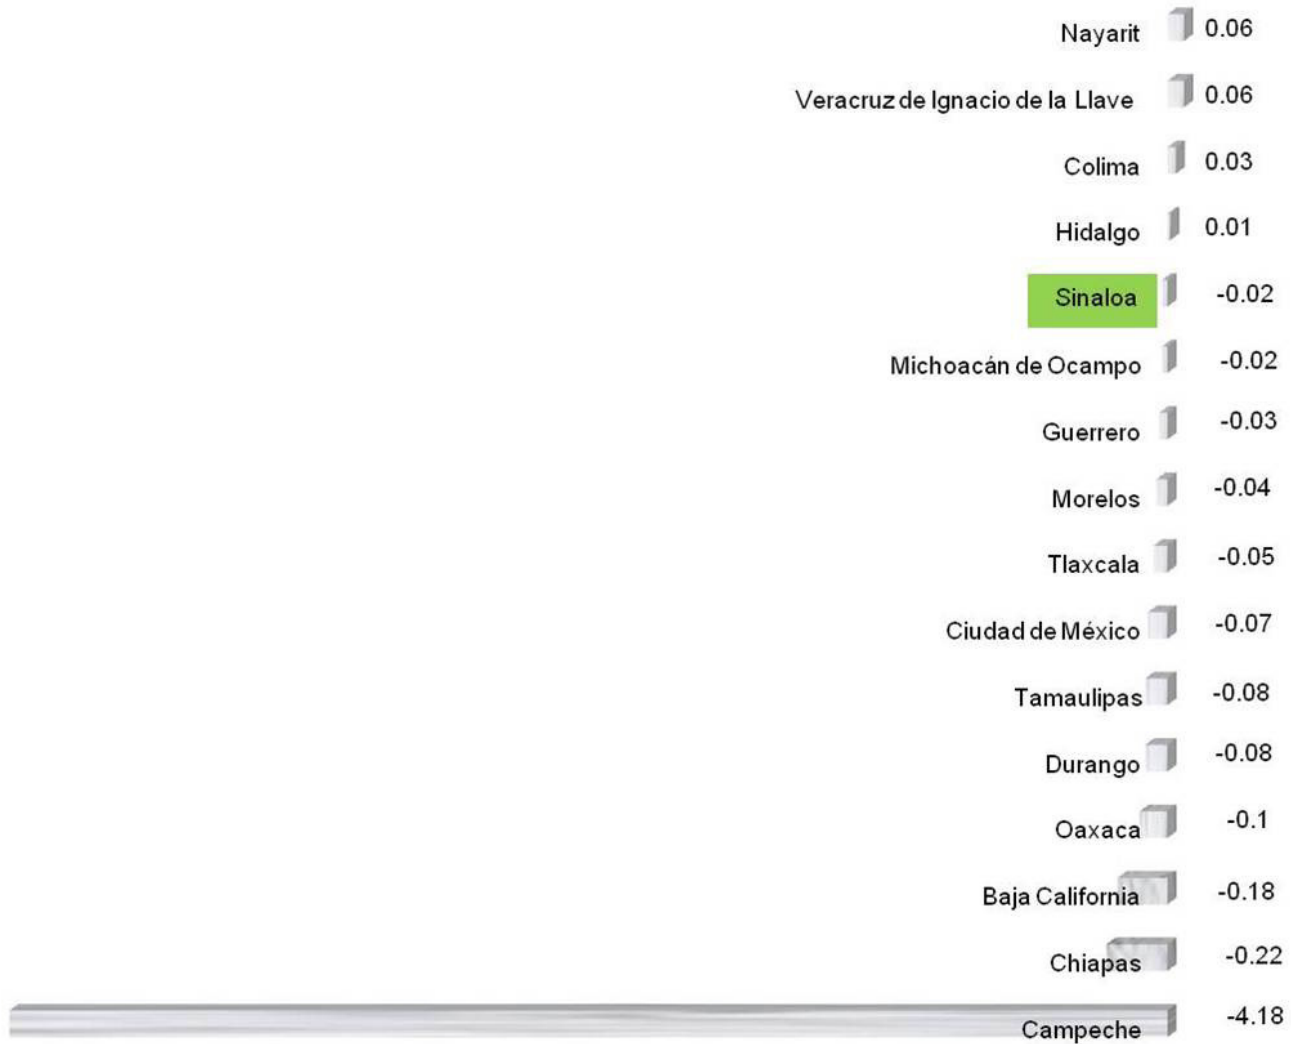 Nayarit 0.06
Veracruz de Ignacio de la Llave 0.06
Colima 0.03
Hidalgo 0.01
Sinaloa -0.02
Michoacán de Ocampo -0.02
Guerrero -0.03
Morelos -0.04
Tlaxcala -0.05
Ciudad de México -0.07
Tamaulipas -0.08
Durango -0.08
Oaxaca -0.1
Baja California -0.18
Chiapas -0.22
Campeche -4.18